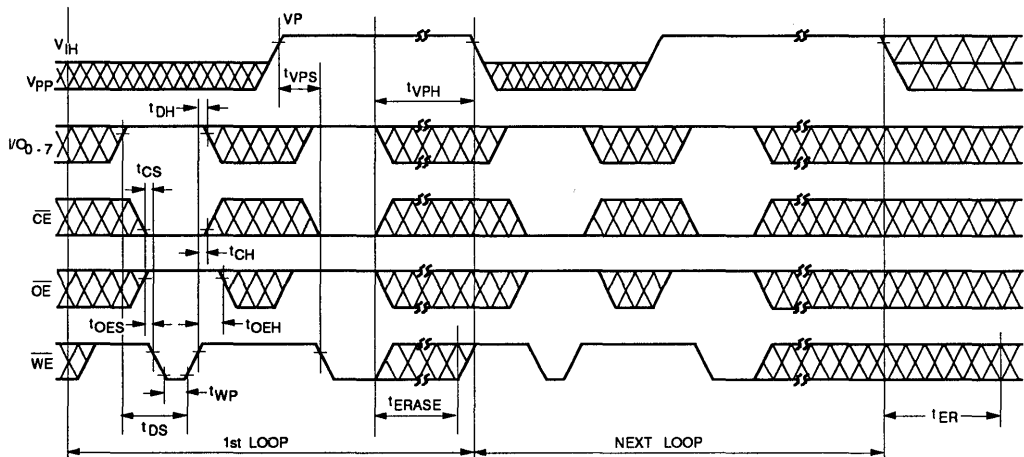 VP
VIH
VPP
tVPS
tVPH
tDH
I/O0 - 7
tCS
CE
tCH
OE
tOES
tOEH
WE
tWP
tERASE
tER
tDS
1st LOOP
NEXT LOOP